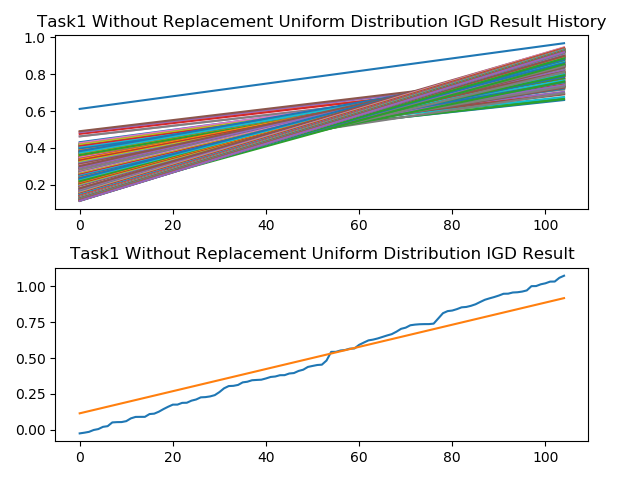 Task1 Without Replacement Uniform Distribution IGD Result History
1.0
0.8
0.6
0.4
0.2
0 20 40 60 80 100
Task1 Without Replacement Uniform Distribution IGD Result
1.00
0.75
0.50
0.25
0.00
0 20 40 60 80 100